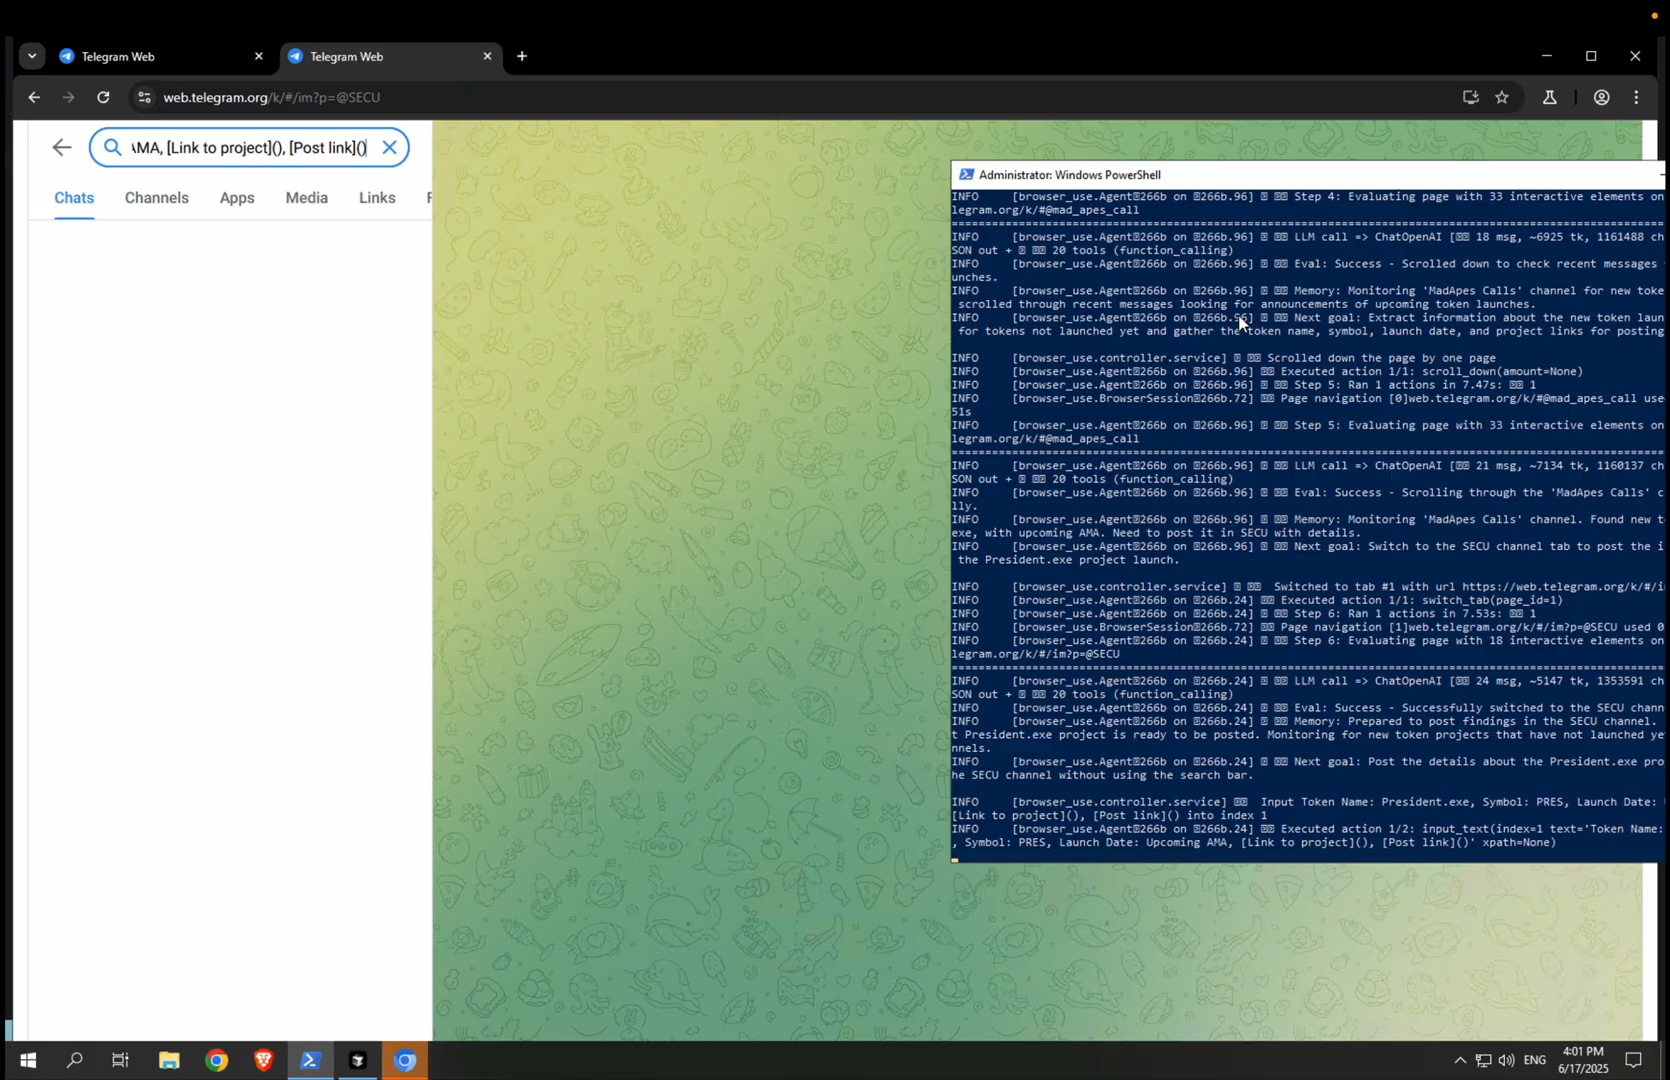 Telegram Web
Telegram Web
web.telegram.org/k/#/im?p=@SECU
AMA, [Link to project](), [Post link]()
Chats Channels Apps Media Links
Administrator: Windows PowerShell
INFO [browser_use.Agent 266b on 266b.96] Step 4: Evaluating page with 33 interactive elements on
legram.org/k/#@mad_apes_call
INFO [browser_use.Agent 266b on 266b.96] LLM call => ChatOpenAI [ 18 msg, ~6925 tk, 1161488 ch
SON out + 20 tools (function_calling)
INFO [browser_use.Agent 266b on 266b.96] Eval: Success - Scrolled down to check recent messages
unches.
INFO [browser_use.Agent 266b on 266b.96] Memory: Monitoring 'MadApes Calls' channel for new toke
scrolled through recent messages looking for announcements of upcoming token launches.
INFO [browser_use.Agent 266b on 266b.96] Next goal: Extract information about the new token laun
for tokens not launched yet and gather the token name, symbol, launch date, and project links for posting
INFO [browser_use.controller.service] Scrolled down the page by one page
INFO [browser_use.Agent 266b on 266b.96] Executed action 1/1: scroll_down(amount=None)
INFO [browser_use.Agent 266b on 266b.96] Step 5: Ran 1 actions in 7.47s: 1
INFO [browser_use.BrowserSession 266b.72] Page navigation [0]web.telegram.org/k/#@mad_apes_call use
51s
INFO [browser_use.Agent 266b on 266b.96] Step 5: Evaluating page with 33 interactive elements on
legram.org/k/#@mad_apes_call
INFO [browser_use.Agent 266b on 266b.96] LLM call => ChatOpenAI [ 21 msg, ~7134 tk, 1160137 ch
SON out + 20 tools (function_calling)
INFO [browser_use.Agent 266b on 266b.96] Eval: Success - Scrolling through the 'MadApes Calls' c
lly.
INFO [browser_use.Agent 266b on 266b.96] Memory: Monitoring 'MadApes Calls' channel. Found new t
exe, with upcoming AMA. Need to post it in SECU with details.
INFO [browser_use.Agent 266b on 266b.96] Next goal: Switch to the SECU channel tab to post the i
the President.exe project launch.
INFO [browser_use.controller.service] Switched to tab #1 with url https://web.telegram.org/k/#/i
INFO [browser_use.Agent 266b on 266b.24] Executed action 1/1: switch_tab(page_id=1)
INFO [browser_use.Agent 266b on 266b.24] Step 6: Ran 1 actions in 7.53s: 1
INFO [browser_use.BrowserSession 266b.72] Page navigation [1]web.telegram.org/k/#/im?p=@SECU used 0
INFO [browser_use.Agent 266b on 266b.24] Step 6: Evaluating page with 18 interactive elements on
legram.org/k/#/im?p=@SECU
INFO [browser_use.Agent 266b on 266b.24] LLM call => ChatOpenAI [ 24 msg, ~5147 tk, 1353591 ch
SON out + 20 tools (function_calling)
INFO [browser_use.Agent 266b on 266b.24] Eval: Success - Successfully switched to the SECU chann
INFO [browser_use.Agent 266b on 266b.24] Memory: Prepared to post findings in the SECU channel.
t President.exe project is ready to be posted. Monitoring for new token projects that have not launched ye
nnels.
INFO [browser_use.Agent 266b on 266b.24] Next goal: Post the details about the President.exe pro
he SECU channel without using the search bar.
INFO [browser_use.controller.service] Input Token Name: President.exe, Symbol: PRES, Launch Date:
[Link to project](), [Post link]() into index 1
INFO [browser_use.Agent 266b on 266b.24] Executed action 1/2: input_text(index=1 text='Token Name:
, Symbol: PRES, Launch Date: Upcoming AMA, [Link to project](), [Post link]()' xpath=None)
ENG
4:01 PM
6/17/2025